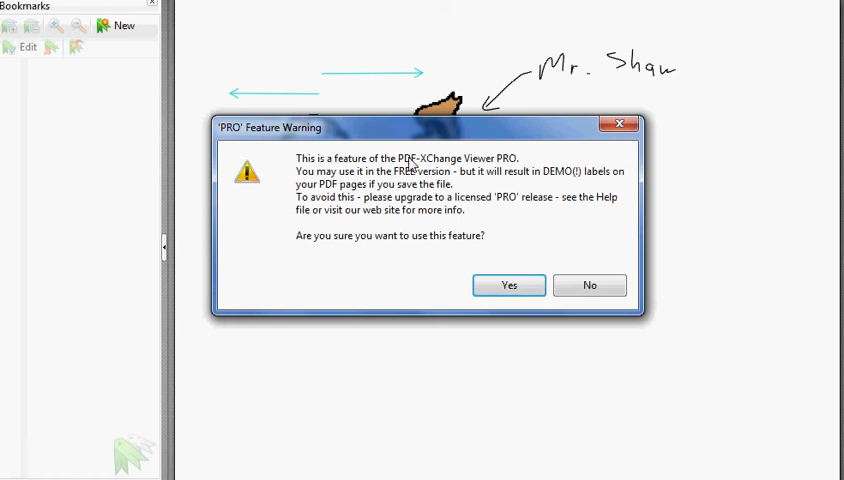 Bookmarks
New
Edit
Mr. Shaw
'PRO' Feature Warning
This is a feature of the PDF-XChange Viewer PRO.
You may use it in the FREE version - but it will result in DEMO(!) labels on
your PDF pages if you save the file.
To avoid this - please upgrade to a licensed 'PRO' release - see the Help
file or visit our web site for more info.
Are you sure you want to use this feature?
Yes
No